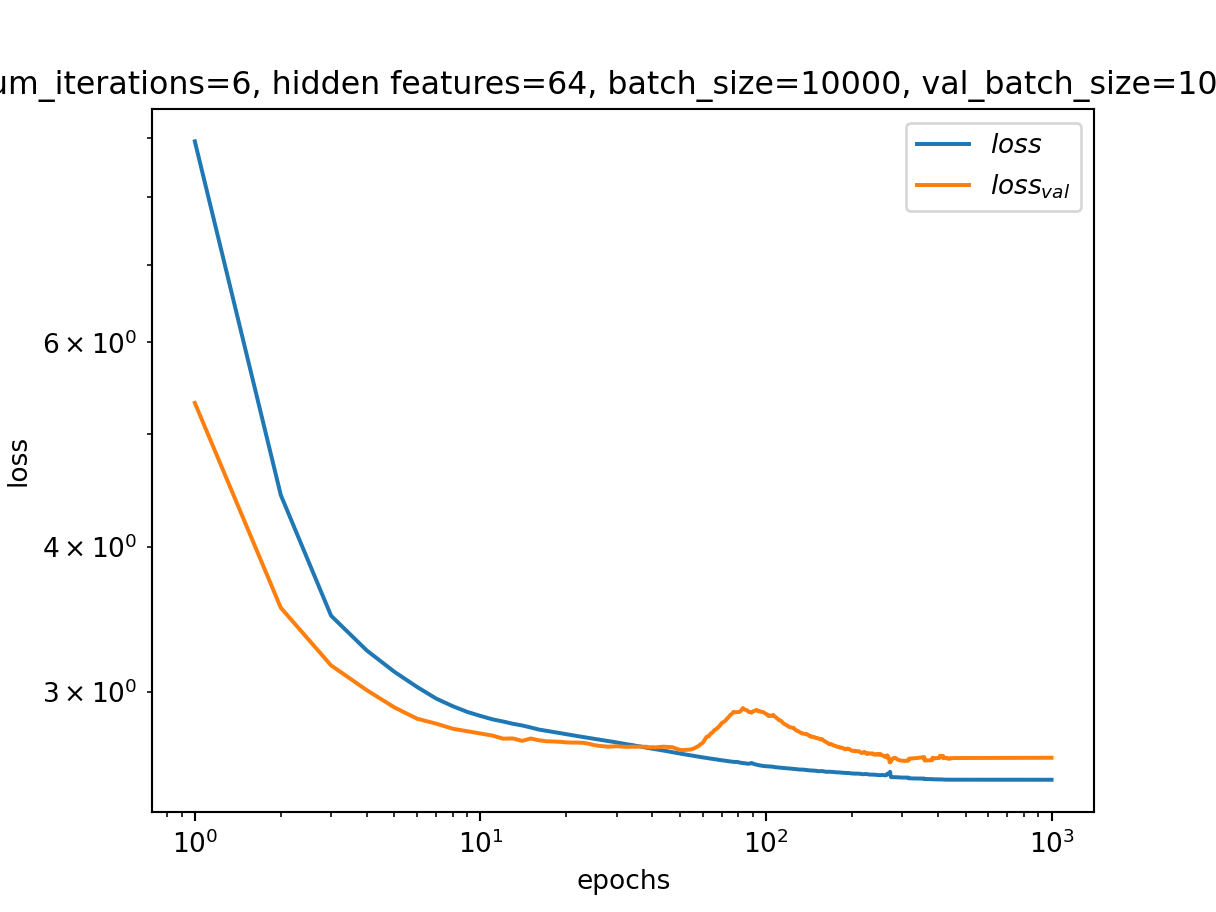 um_iterations=6, hidden features=64, batch_size=10000, val_batch_size=10
loss
loss_val
6 × 10⁰
4 × 10⁰
3 × 10⁰
loss
10⁰ 10¹ 10² 10³
epochs